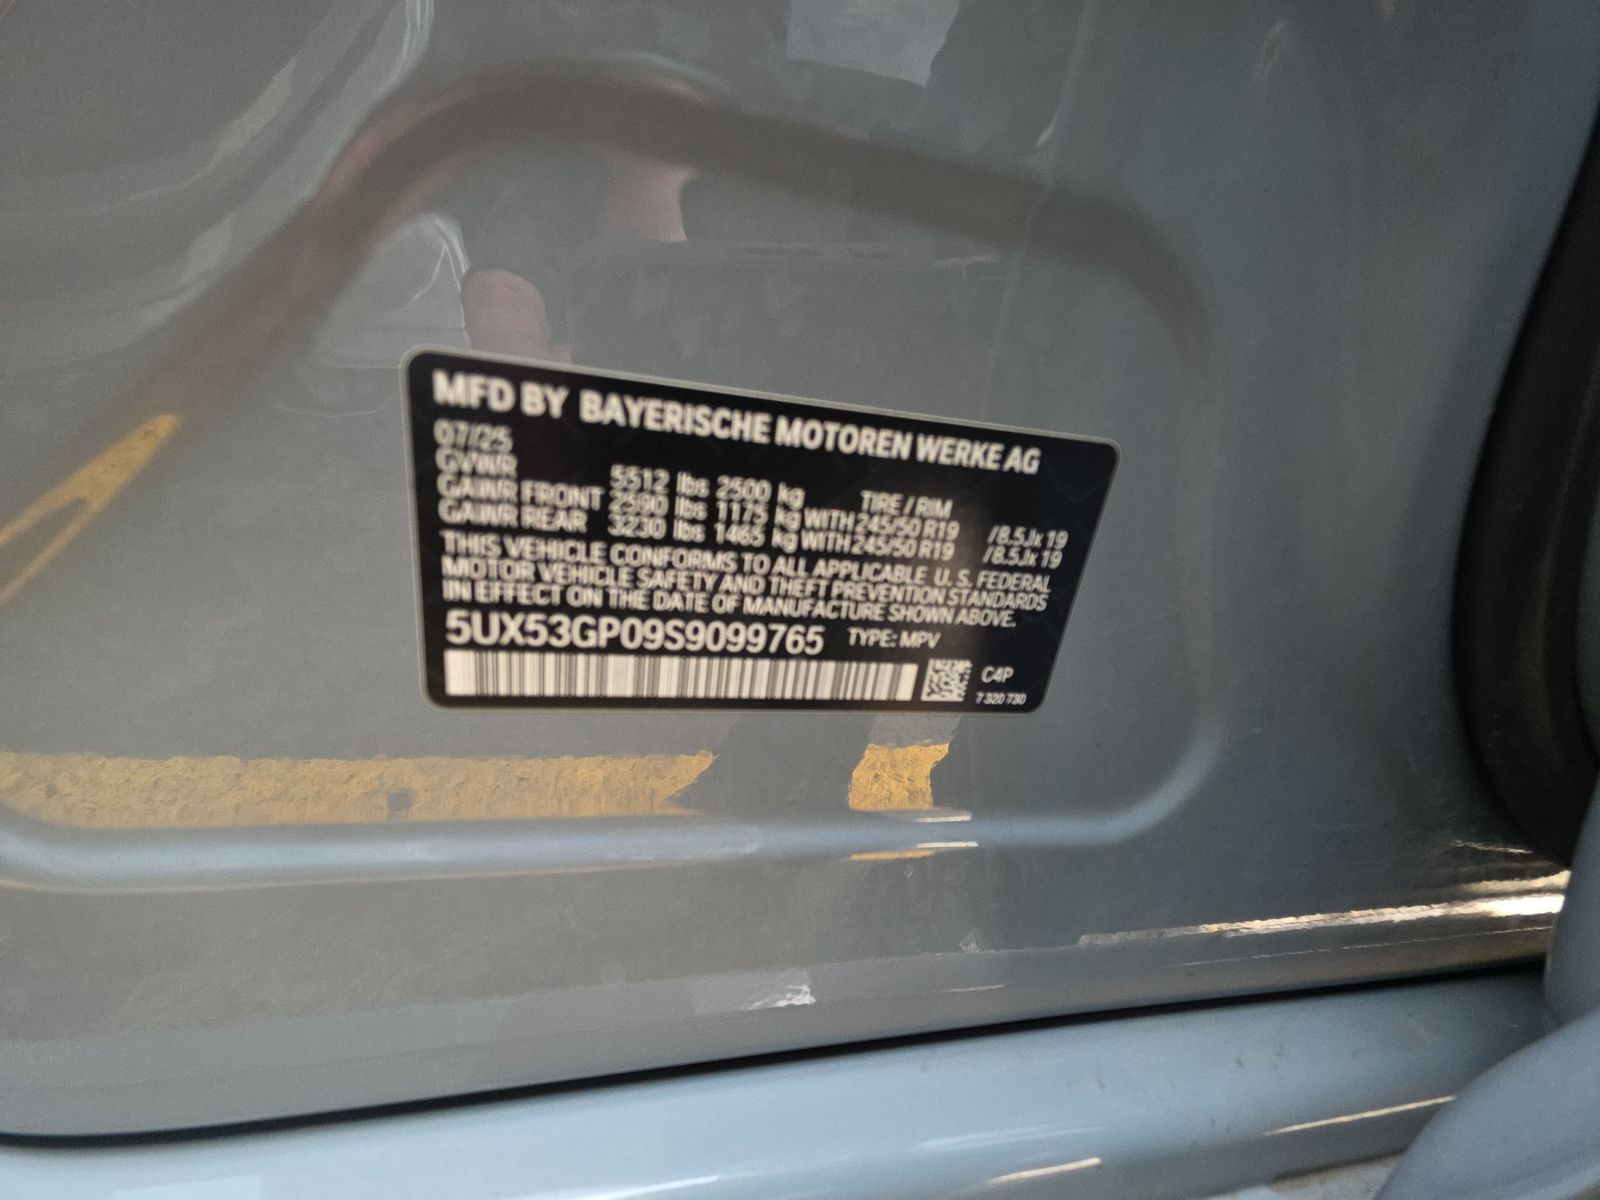 MFD BY BAYERISCHE MOTOREN WERKE AG
07/25
GVWR 5512 lbs 2500 kg TIRE / RIM
GAWR FRONT 2590 lbs 1175 kg WITH 245/50 R19 /8.5Jx19
GAWR REAR 3230 lbs 1465 kg WITH 245/50 R19 /8.5Jx19
THIS VEHICLE CONFORMS TO ALL APPLICABLE U.S. FEDERAL
MOTOR VEHICLE SAFETY AND THEFT PREVENTION STANDARDS
IN EFFECT ON THE DATE OF MANUFACTURE SHOWN ABOVE.
5UX53GP09S9099765 TYPE: MPV
C4P
7 320 730